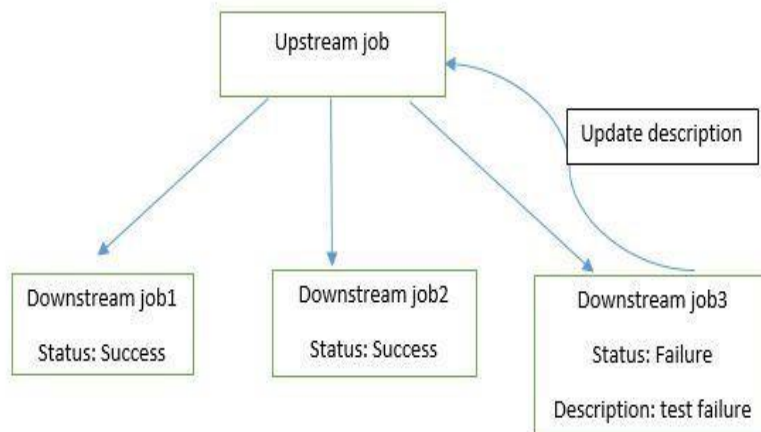 Upstream job
Update description
Downstream job1
Status: Success
Downstream job2
Status: Success
Downstream job3
Status: Failure
Description: test failure